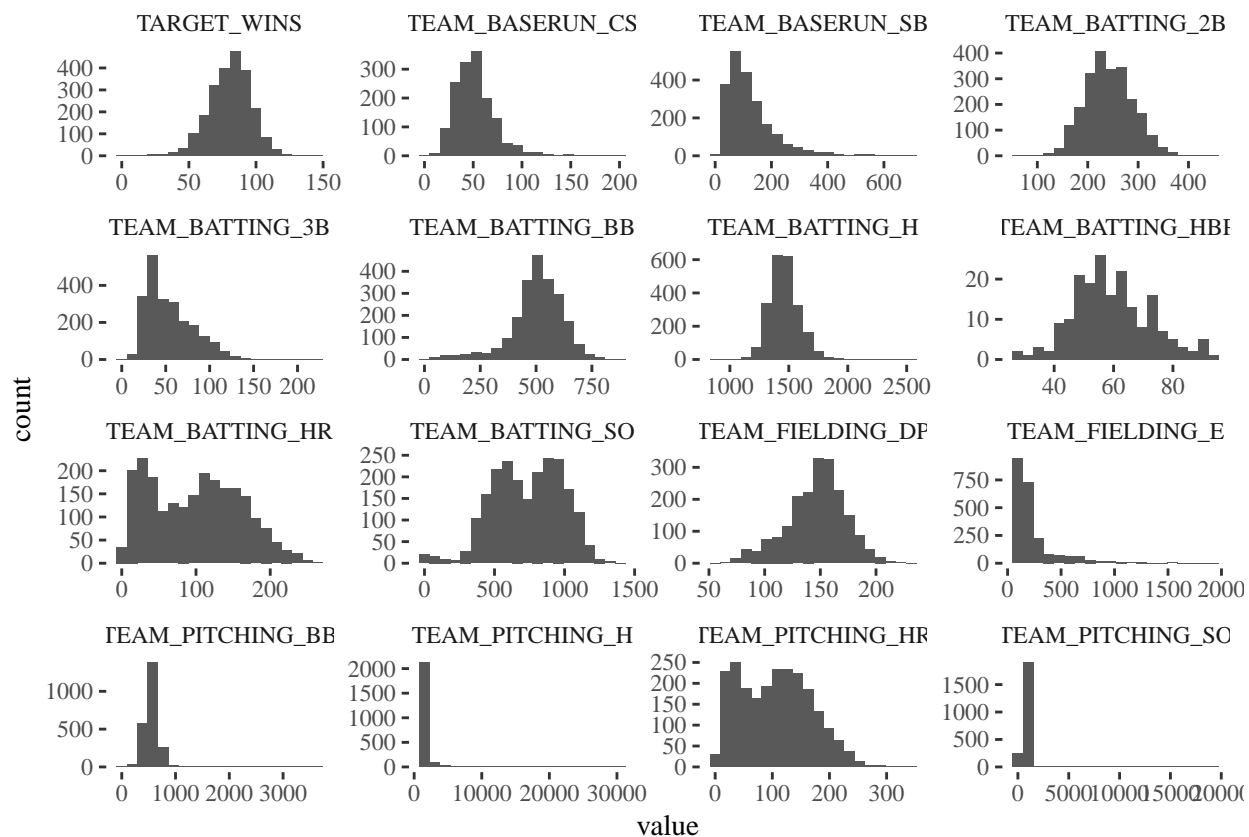 TARGET_WINS
400
300
200
100
0
0 50 100 150
TEAM_BASERUN_CS
300
200
100
0
0 50 100 150 200
TEAM_BASERUN_SB
400
200
0
0 200 400 600
TEAM_BATTING_2B
400
300
200
100
0
100 200 300 400
TEAM_BATTING_3B
400
200
0
0 50 100 150 200
TEAM_BATTING_BB
400
300
200
100
0
0 250 500 750
TEAM_BATTING_H
600
400
200
0
1000 1500 2000 2500
TEAM_BATTING_HBP
20
10
0
40 60 80
TEAM_BATTING_HR
200
150
100
50
0
0 100 200
TEAM_BATTING_SO
250
200
150
100
50
0
0 500 1000 1500
TEAM_FIELDING_DP
300
200
100
0
50 100 150 200
TEAM_FIELDING_E
750
500
250
0
0 500 1000 1500 2000
TEAM_PITCHING_BB
1000
500
0
0 1000 2000 3000
TEAM_PITCHING_H
2000
1500
1000
500
0
0 10000 20000 30000
TEAM_PITCHING_HR
250
200
150
100
50
0
0 100 200 300
TEAM_PITCHING_SO
1500
1000
500
0
0 5000 10000 15000 20000
count
value